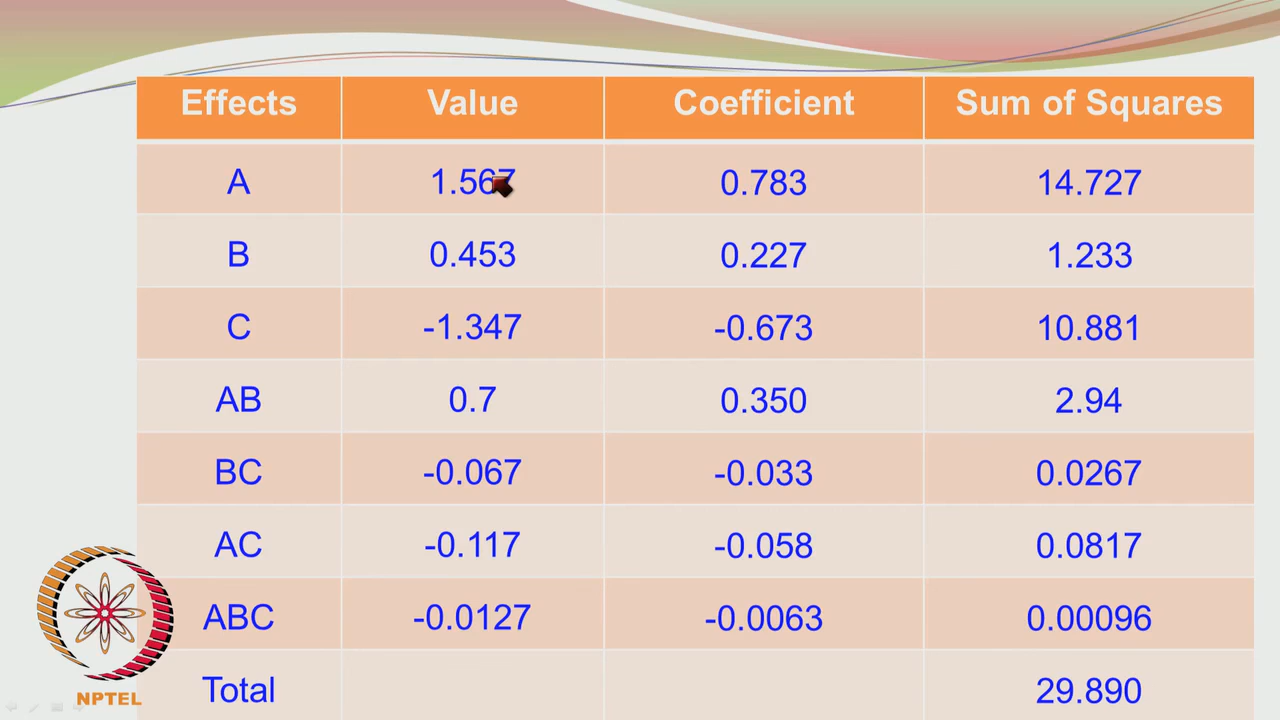 Effects Value Coefficient Sum of Squares
A 1.567 0.783 14.727
B 0.453 0.227 1.233
C -1.347 -0.673 10.881
AB 0.7 0.350 2.94
BC -0.067 -0.033 0.0267
AC -0.117 -0.058 0.0817
ABC -0.0127 -0.0063 0.00096
Total 29.890
NPTEL